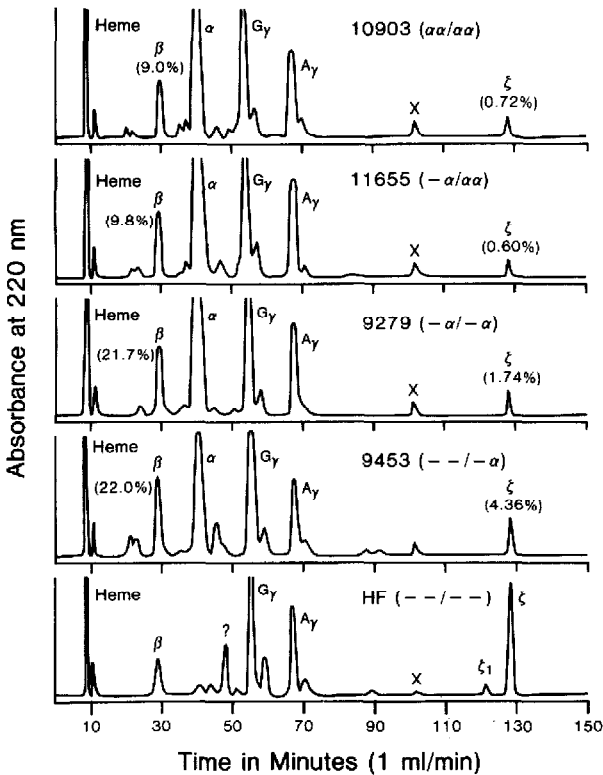 Absorbance at 220 nm
10903 (αα/αα)
Heme
β
(9.0%)
α
Gγ
Aγ
X
ζ
(0.72%)
11655 (-α/αα)
Heme
(9.8%)
β
α
Gγ
Aγ
X
ζ
(0.60%)
9279 (-α/-α)
Heme
(21.7%)
β
α
Gγ
Aγ
X
ζ
(1.74%)
9453 (--/-α)
Heme
(22.0%)
β
α
Gγ
Aγ
ζ
(4.36%)
HF (--/--)
Heme
β
?
Gγ
Aγ
X
ζ1
ζ
10 30 50 70 90 110 130 150
Time in Minutes (1 ml/min)